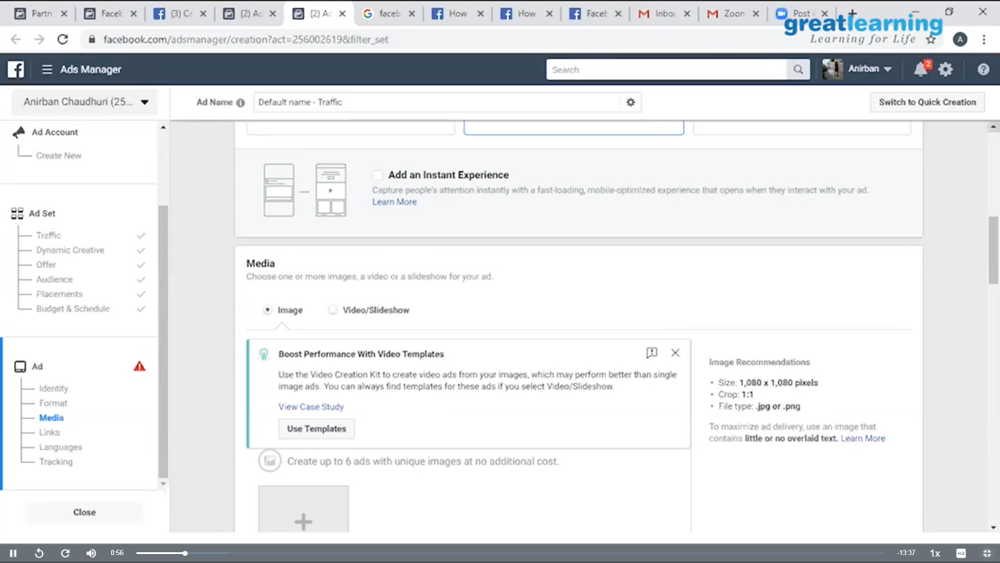 Partn
Faceb
(3) Ca
(2) Ad
(2) Ac
faceb
How
How
Faceb
Inbox
Zoon
Post A
greatlearning
Learning for Life
facebook.com/adsmanager/creation?act=256002619&filter_set
A
Ads Manager
Search
Anirban
2
Anirban Chaudhuri (25...
Ad Name
Default name - Traffic
Switch to Quick Creation
Ad Account
Create New
Ad Set
Traffic
Dynamic Creative
Offer
Audience
Placements
Budget & Schedule
Ad
Identity
Format
Media
Links
Languages
Tracking
Close
Add an Instant Experience
Capture people's attention instantly with a fast-loading, mobile-optimized experience that opens when they interact with your ad.
Learn More
Media
Choose one or more images, a video or a slideshow for your ad.
Image
Video/Slideshow
Boost Performance With Video Templates
Use the Video Creation Kit to create video ads from your images, which may perform better than single
image ads. You can always find templates for these ads if you select Video/Slideshow.
View Case Study
Use Templates
Create up to 6 ads with unique images at no additional cost.
Image Recommendations
• Size: 1,080 x 1,080 pixels
• Crop: 1:1
• File type: .jpg or .png
To maximize ad delivery, use an image that
contains little or no overlaid text. Learn More
0:56
-13:37
1x
HD